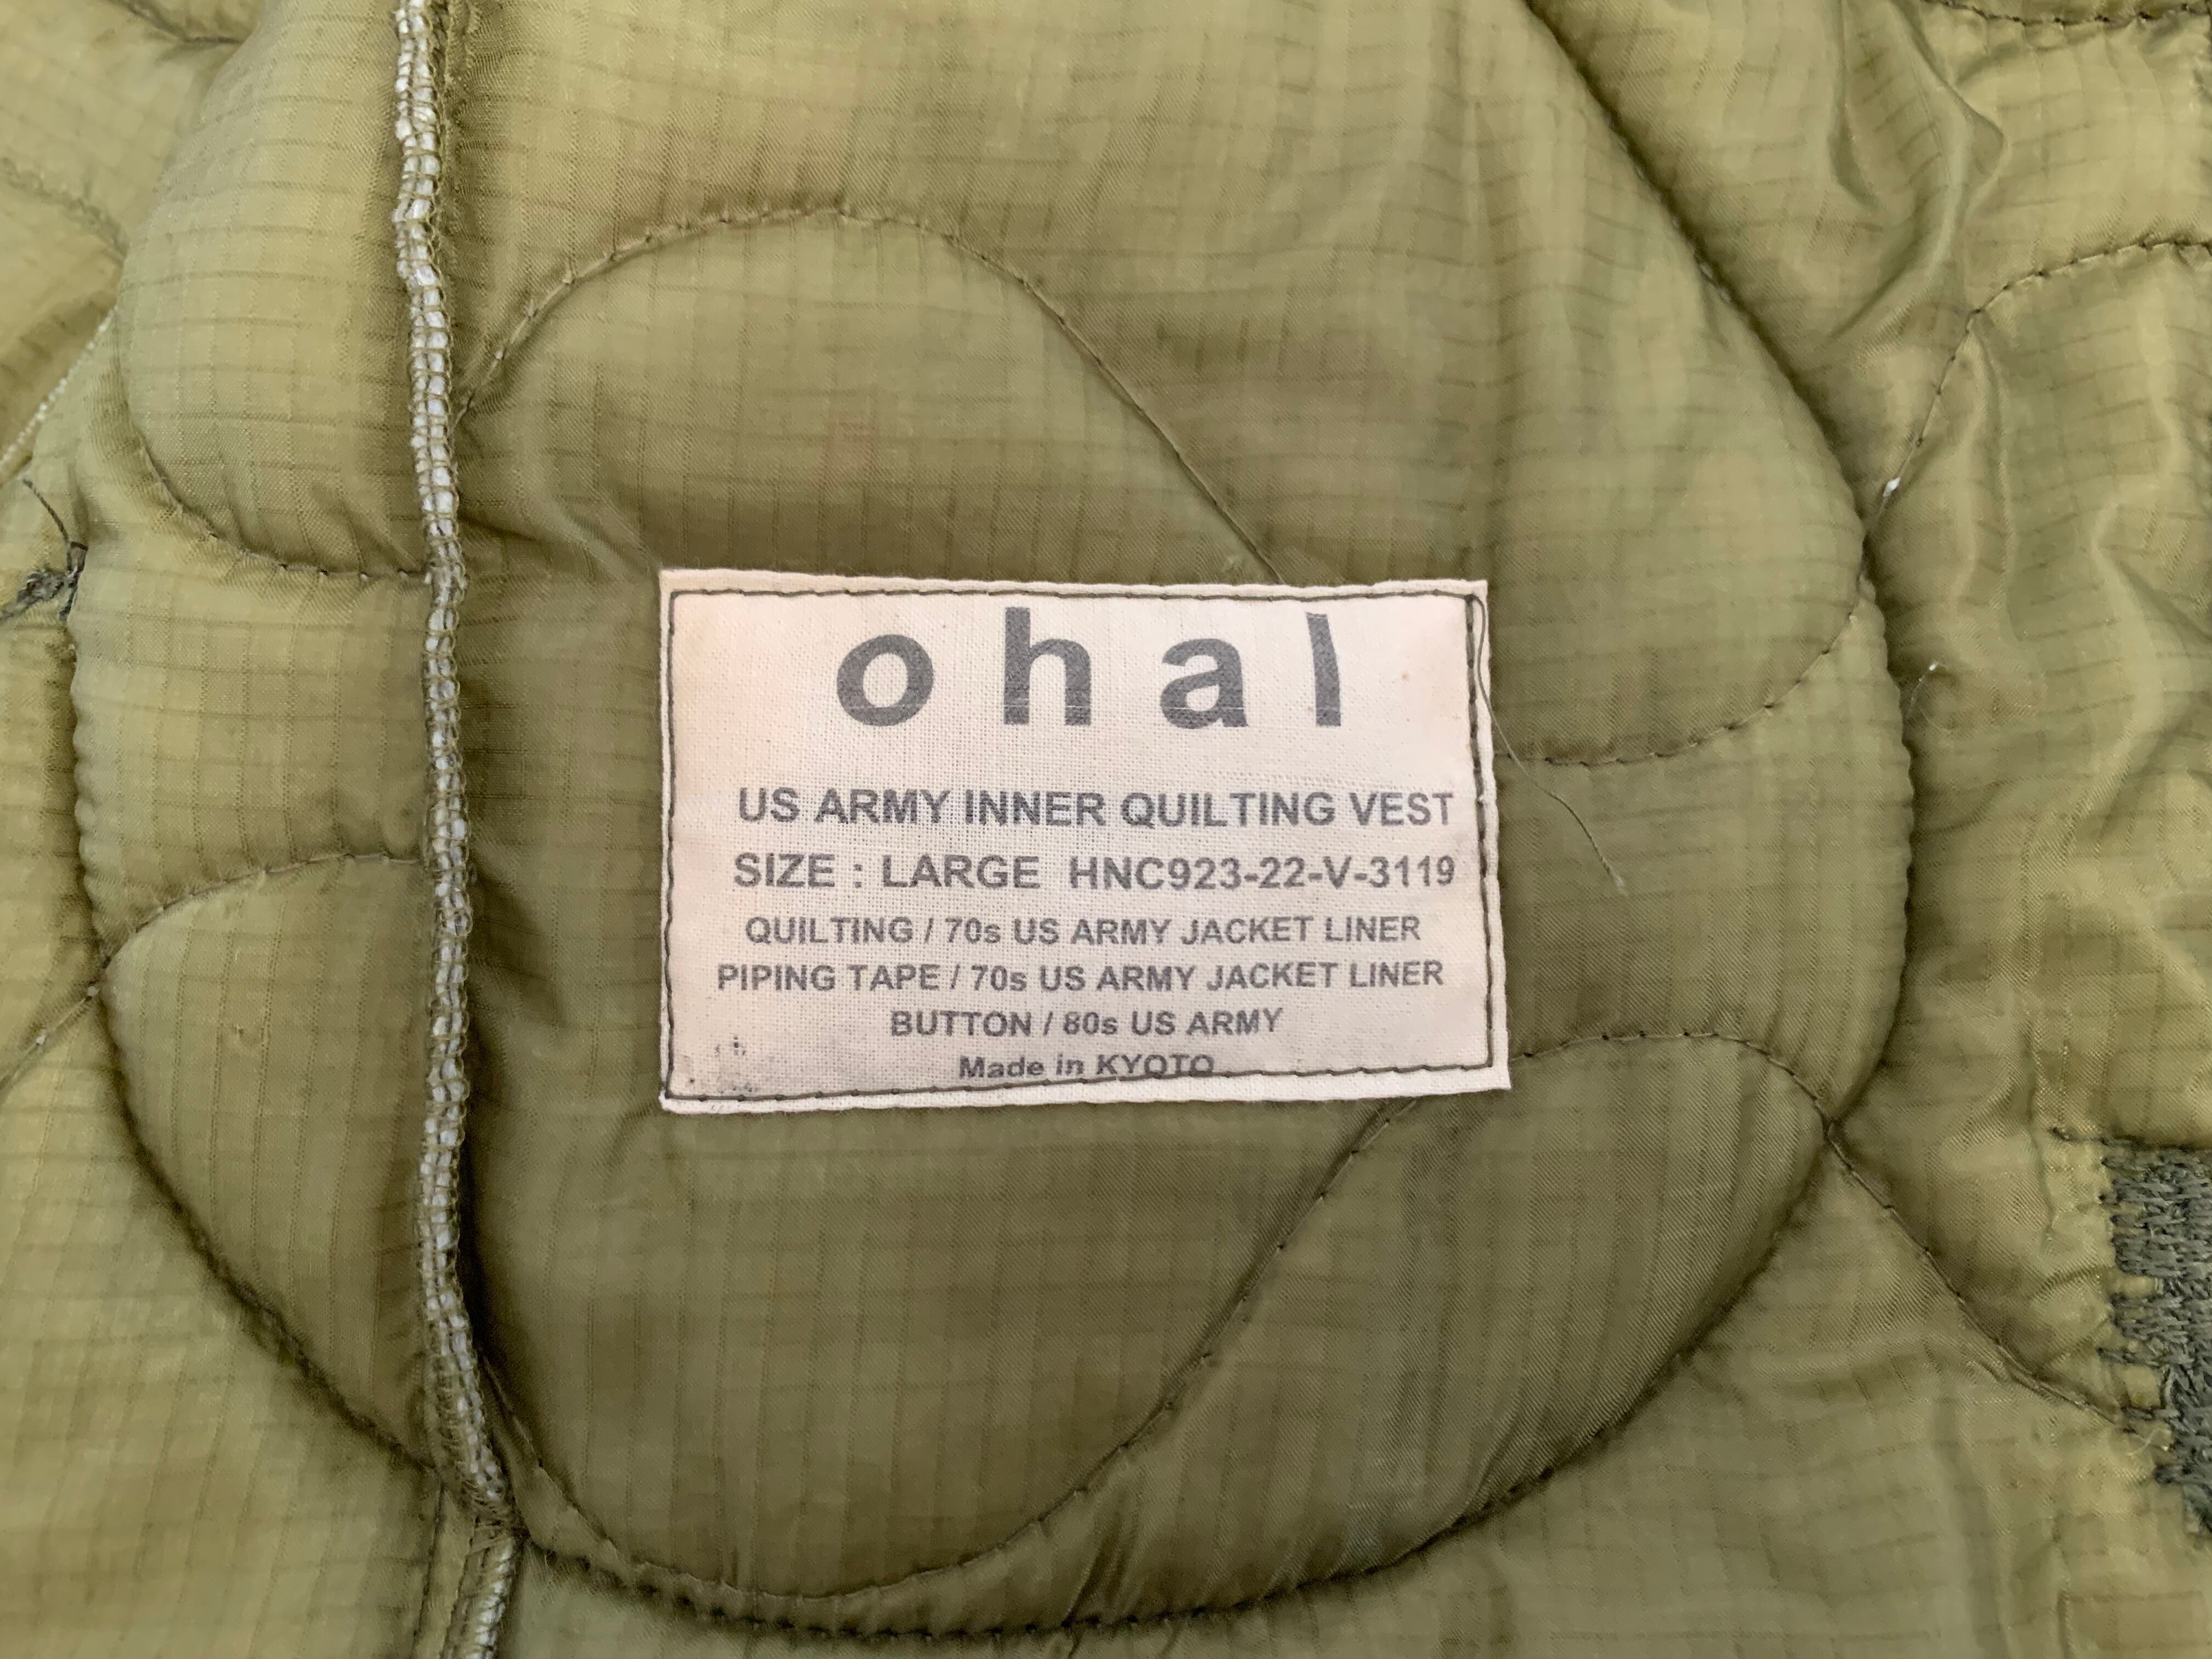 ohal
US ARMY INNER QUILTING VEST
SIZE : LARGE HNC923-22-V-3119
QUILTING / 70s US ARMY JACKET LINER
PIPING TAPE / 70s US ARMY JACKET LINER
BUTTON / 80s US ARMY
Made in KYOTO